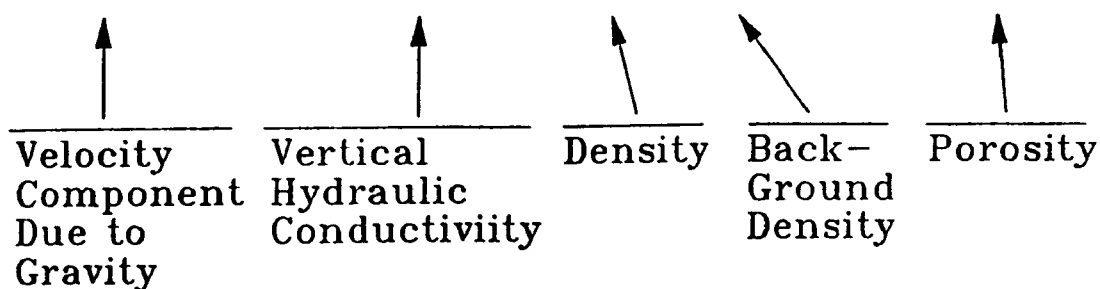 Velocity
Component
Due to
Gravity
Vertical
Hydraulic
Conductiviity
Density
Back-
Ground
Density
Porosity